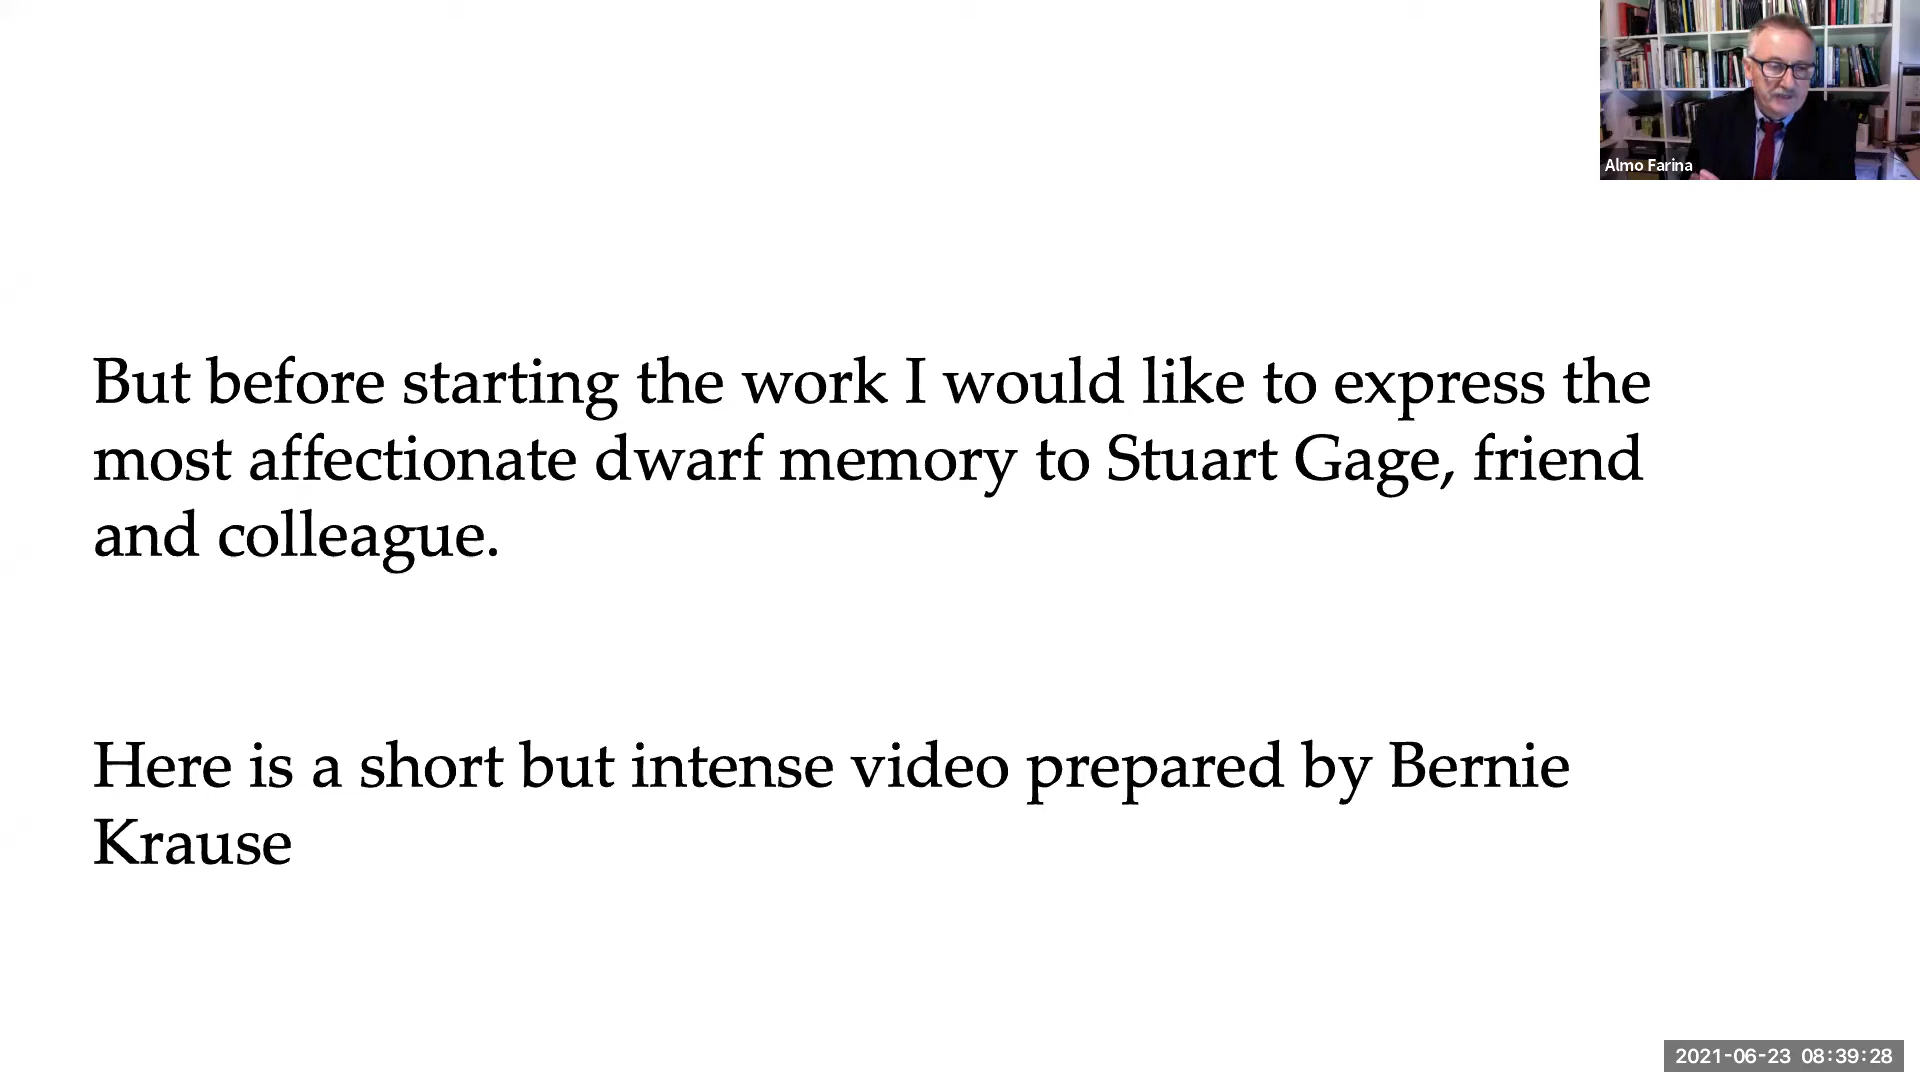 Almo Farina
But before starting the work I would like to express the
most affectionate dwarf memory to Stuart Gage, friend
and colleague.
Here is a short but intense video prepared by Bernie
Krause
2021-06-23 08:39:28